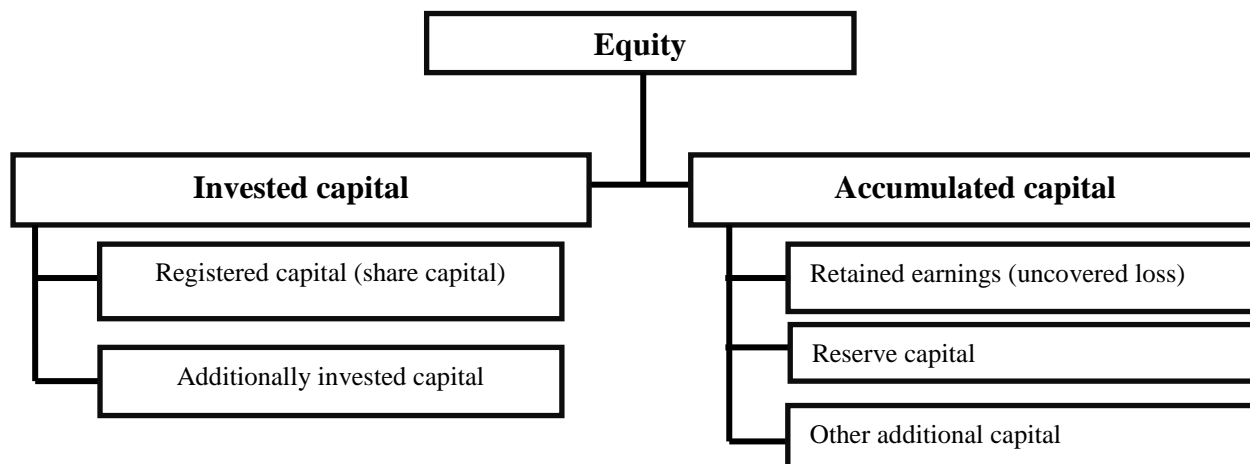 Equity
Invested capital
Accumulated capital
Registered capital (share capital)
Additionally invested capital
Retained earnings (uncovered loss)
Reserve capital
Other additional capital